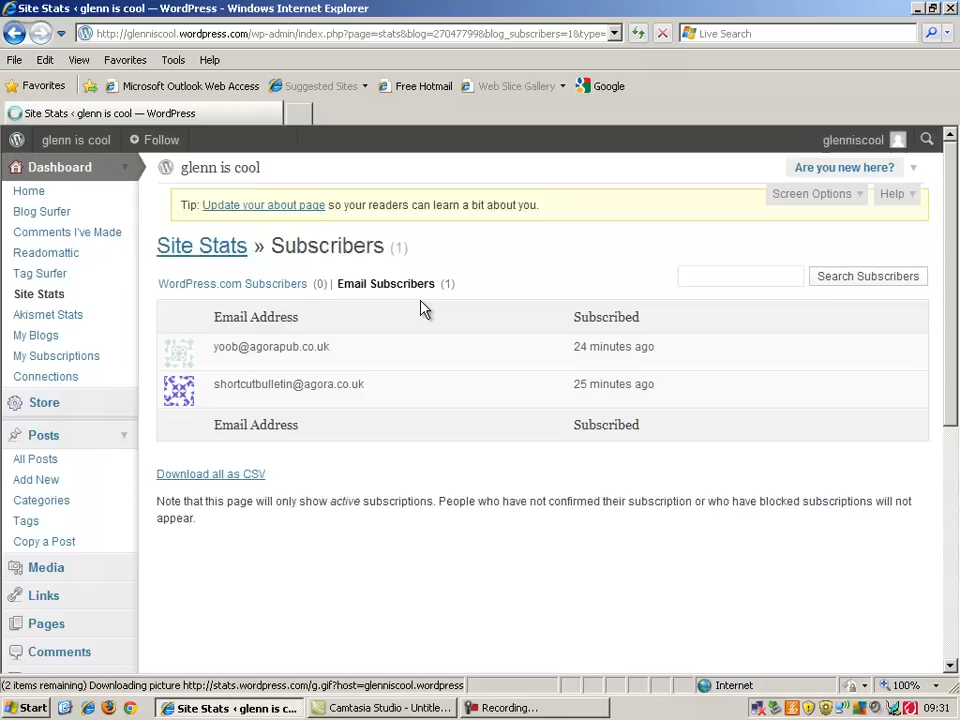 Site Stats ‹ glenn is cool — WordPress - Windows Internet Explorer
http://glenniscool.wordpress.com/wp-admin/index.php?page=stats&blog=27047799&blog_subscribers=1&type=
Live Search
File Edit View Favorites Tools Help
Favorites Microsoft Outlook Web Access Suggested Sites Free Hotmail Web Slice Gallery Google
Site Stats ‹ glenn is cool — WordPress
glenn is cool Follow glenniscool
Dashboard
glenn is cool
Are you new here?
Home
Screen Options Help
Tip: Update your about page so your readers can learn a bit about you.
Blog Surfer
Comments I've Made
Readomattic
Tag Surfer
Site Stats
Akismet Stats
My Blogs
My Subscriptions
Connections
Store
Posts
All Posts
Add New
Categories
Tags
Copy a Post
Media
Links
Pages
Comments
Site Stats » Subscribers (1)
WordPress.com Subscribers (0) | Email Subscribers (1)
Search Subscribers
Email Address Subscribed
yoob@agorapub.co.uk 24 minutes ago
shortcutbulletin@agora.co.uk 25 minutes ago
Email Address Subscribed
Download all as CSV
Note that this page will only show active subscriptions. People who have not confirmed their subscription or who have blocked subscriptions will not
appear.
(2 items remaining) Downloading picture http://stats.wordpress.com/g.gif?host=glenniscool.wordpress
Internet
100%
Start
Site Stats ‹ glenn is c...
Camtasia Studio - Untitle...
Recording...
09:31